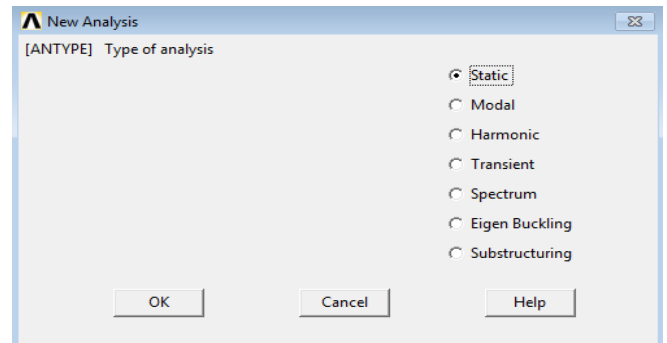 New Analysis
[ANTYPE] Type of analysis
Static
Modal
Harmonic
Transient
Spectrum
Eigen Buckling
Substructuring
OK Cancel Help